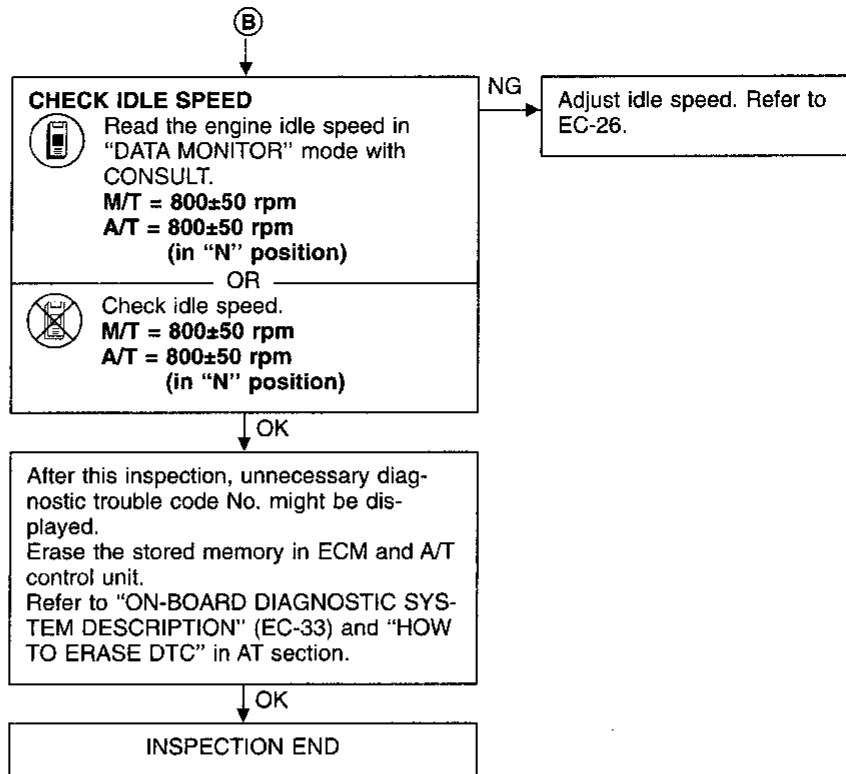 B
CHECK IDLE SPEED
Read the engine idle speed in
“DATA MONITOR” mode with
CONSULT.
M/T = 800±50 rpm
A/T = 800±50 rpm
(in “N” position)
OR
Check idle speed.
M/T = 800±50 rpm
A/T = 800±50 rpm
(in “N” position)
NG
Adjust idle speed. Refer to
EC-26.
OK
After this inspection, unnecessary diag-
nostic trouble code No. might be dis-
played.
Erase the stored memory in ECM and A/T
control unit.
Refer to “ON-BOARD DIAGNOSTIC SYS-
TEM DESCRIPTION” (EC-33) and “HOW
TO ERASE DTC” in AT section.
OK
INSPECTION END